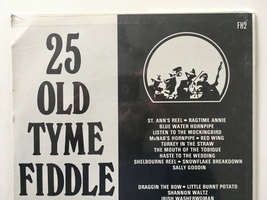 FH2
25
OLD
TYME
FIDDLE
ST. ANN'S REEL • RAGTIME ANNIE
BLUE WATER HORNPIPE
LISTEN TO THE MOCKINGBIRD
McNAB'S HORNPIPE • RED WING
TURKEY IN THE STRAW
THE MOUTH OF THE TOBIQUE
HASTE TO THE WEDDING
SHELBOURNE REEL • SNOWFLAKE BREAKDOWN
SALLY GOODIN
DRAGGIN THE BOW • LITTLE BURNT POTATO
SHANNON WALTZ
IRISH WASHERWOMAN